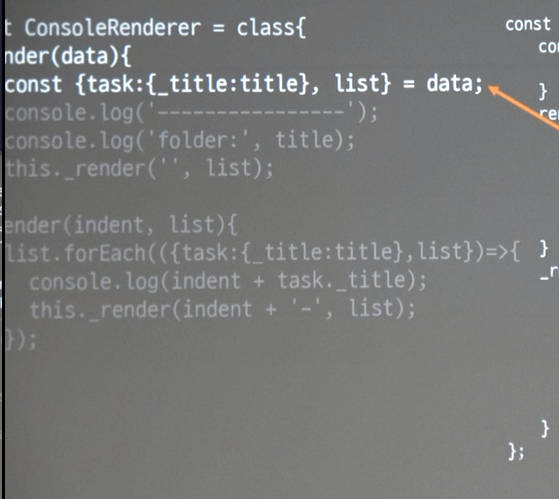 t ConsoleRenderer = class{
nder(data){
const {task:{_title:title}, list} = data;
console.log('----------------');
console.log('folder:', title);
this._render('', list);
ender(indent, list){
list.forEach(({task:{_title:title},list})=>{
console.log(indent + task._title);
this._render(indent + '-', list);
});
const
co
}
re
}
_r
}
};